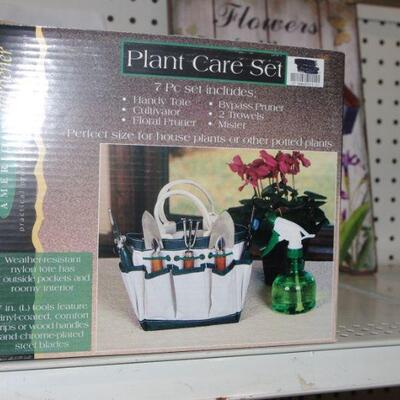 Flowers
Plant Care Set
7 Pc set includes:
• Handy Tote
• Cultivator
• Floral Pruner
• Bypass Pruner
• 2 Trowels
• Mister
Perfect size for house plants or other potted plants
Weather-resistant
nylon tote has
outside pockets and
roomy interior
7 in. (L) tools feature
vinyl-coated, comfort
grips or wood handles
and chrome-plated
steel blades